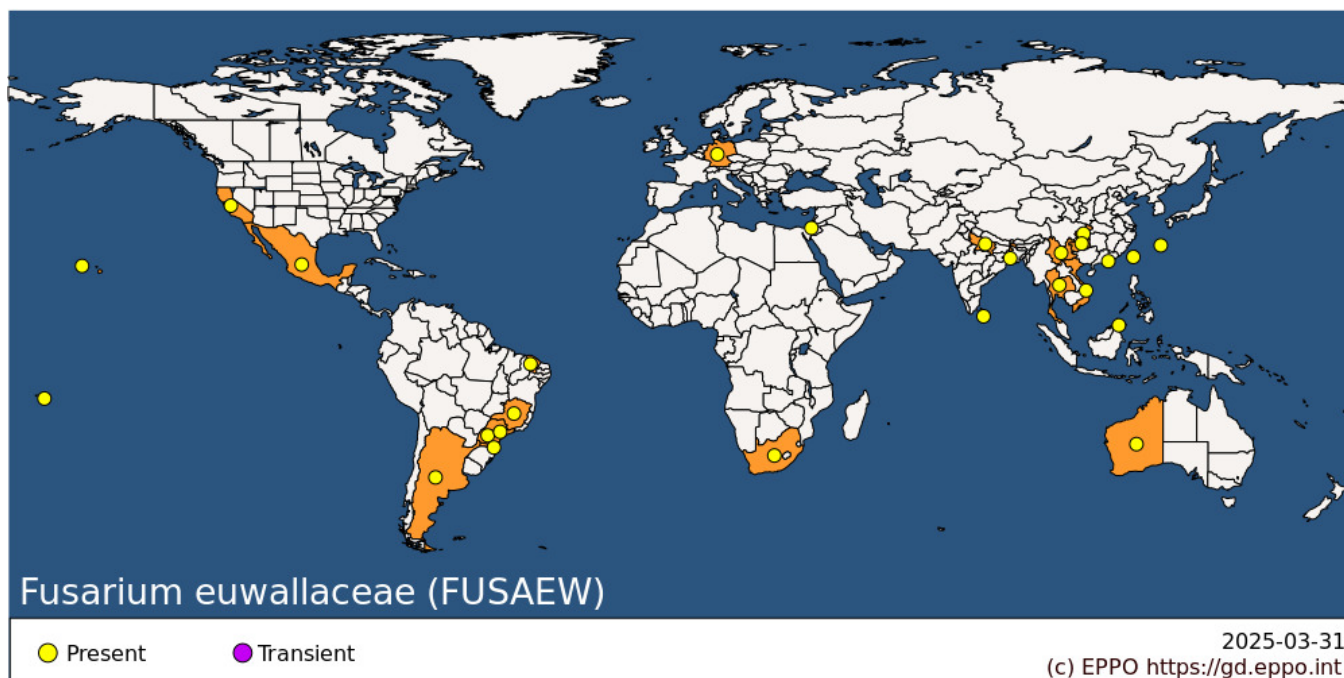 Fusarium euwallaceae (FUSAEW)
Present
Transient
2025-03-31
(c) EPPO https://gd.eppo.int